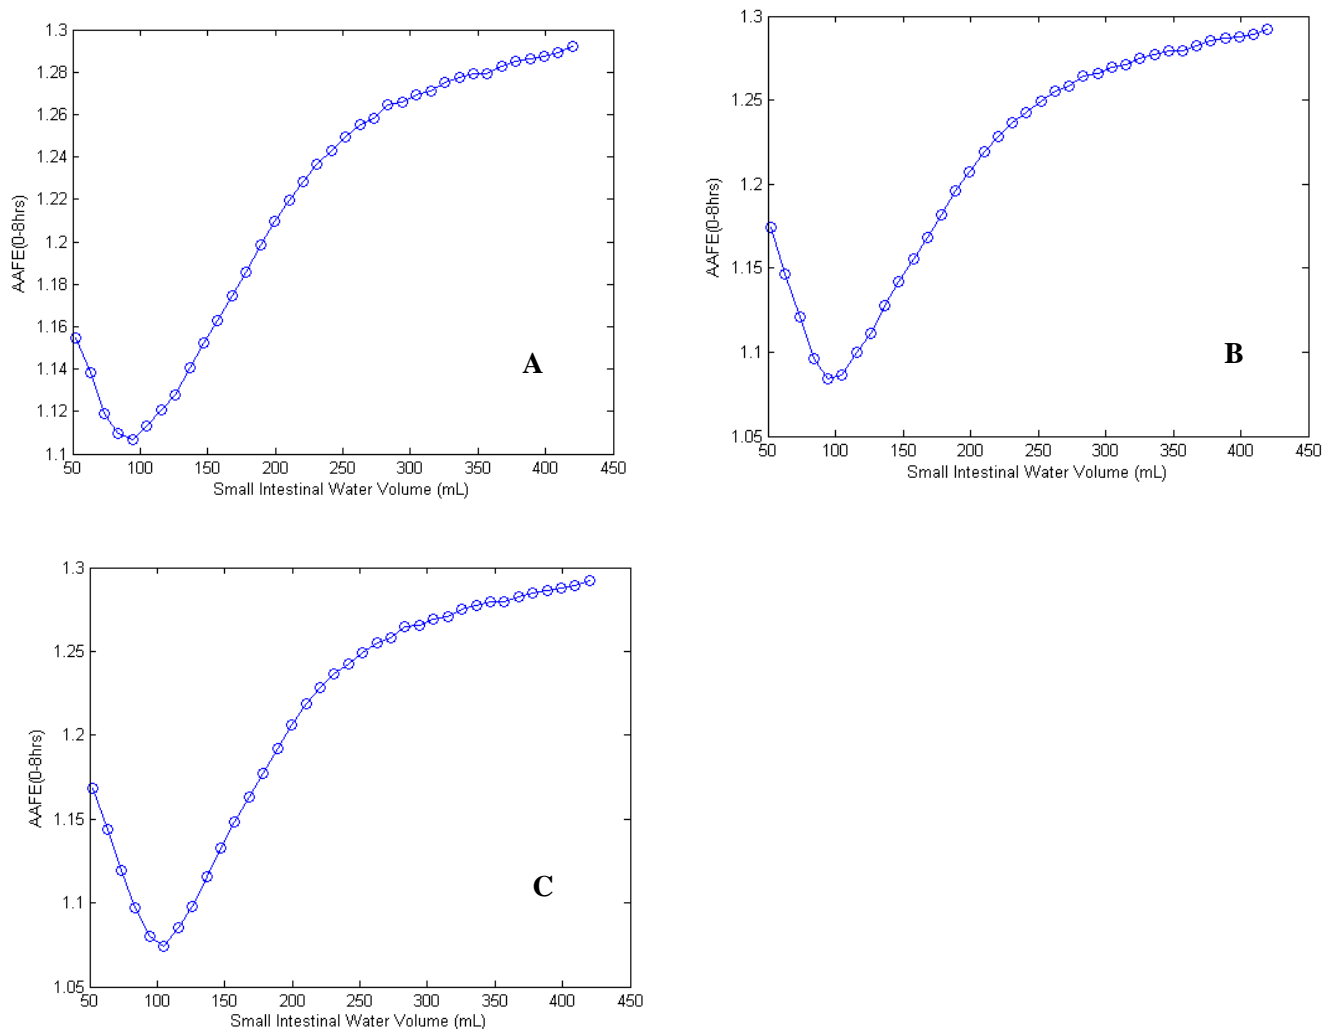 1.3
1.28
1.26
1.24
1.22
1.2
1.18
1.16
1.14
1.12
1.1
AAFE(0-8hrs)
50 100 150 200 250 300 350 400 450
Small Intestinal Water Volume (mL)
A
1.3
1.25
1.2
1.15
1.1
1.05
AAFE(0-8hrs)
50 100 150 200 250 300 350 400 450
Small Intestinal Water Volume (mL)
B
1.3
1.25
1.2
1.15
1.1
1.05
AAFE(0-8hrs)
50 100 150 200 250 300 350 400 450
Small Intestinal Water Volume (mL)
C